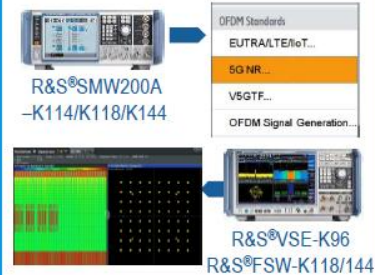 OFDM Standards
EUTRA/LTE/IoT...
5G NR...
V5GTF...
OFDM Signal Generation...
R&S®SMW200A
–K114/K118/K144
R&S®VSE-K96
R&S®FSW-K118/144